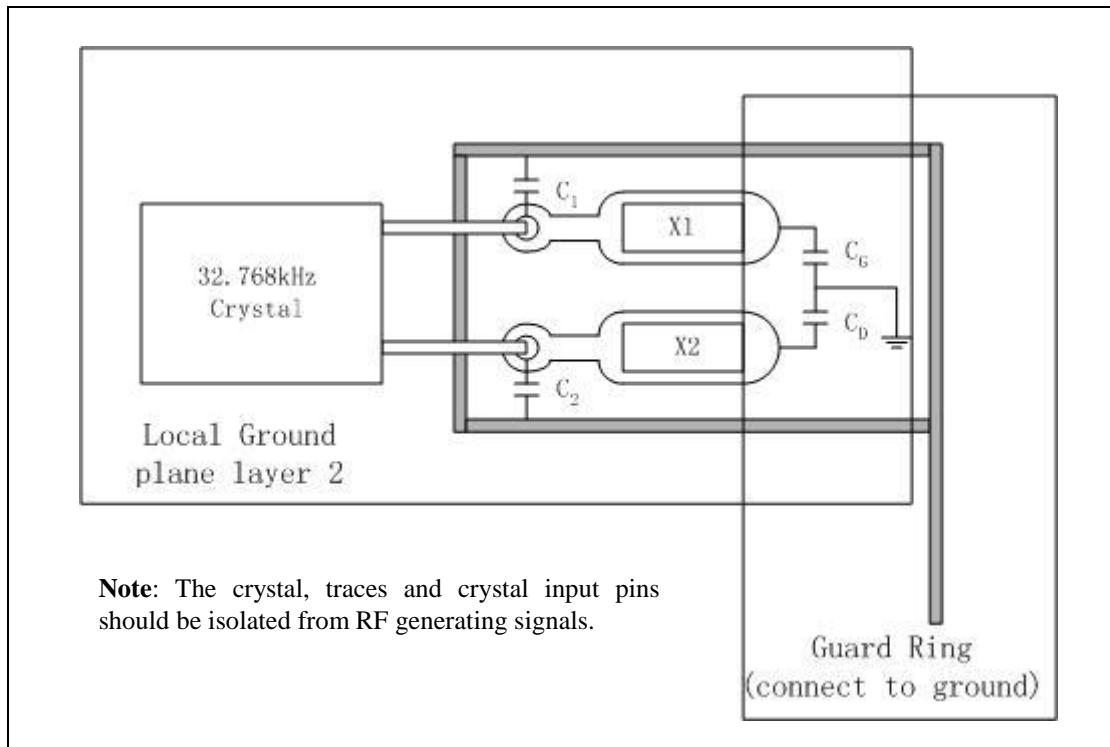 C1
X1
CG
32.768kHz
Crystal
X2
CD
C2
Local Ground
plane layer 2
Note: The crystal, traces and crystal input pins
should be isolated from RF generating signals.
Guard Ring
(connect to ground)